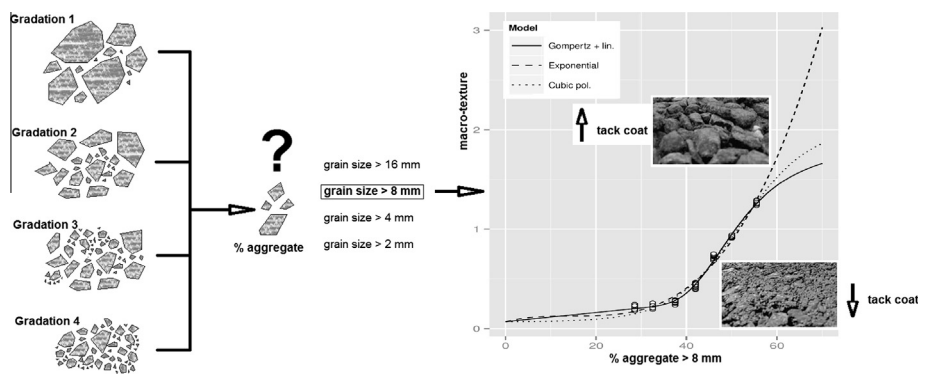 Gradation 1
Gradation 2
Gradation 3
Gradation 4
?
% aggregate
grain size > 16 mm
grain size > 8 mm
grain size > 4 mm
grain size > 2 mm
macro-texture
3
2
1
0
Model
Gompertz + lin.
Exponential
Cubic pol.
tack coat
tack coat
0
20
40
60
% aggregate > 8 mm